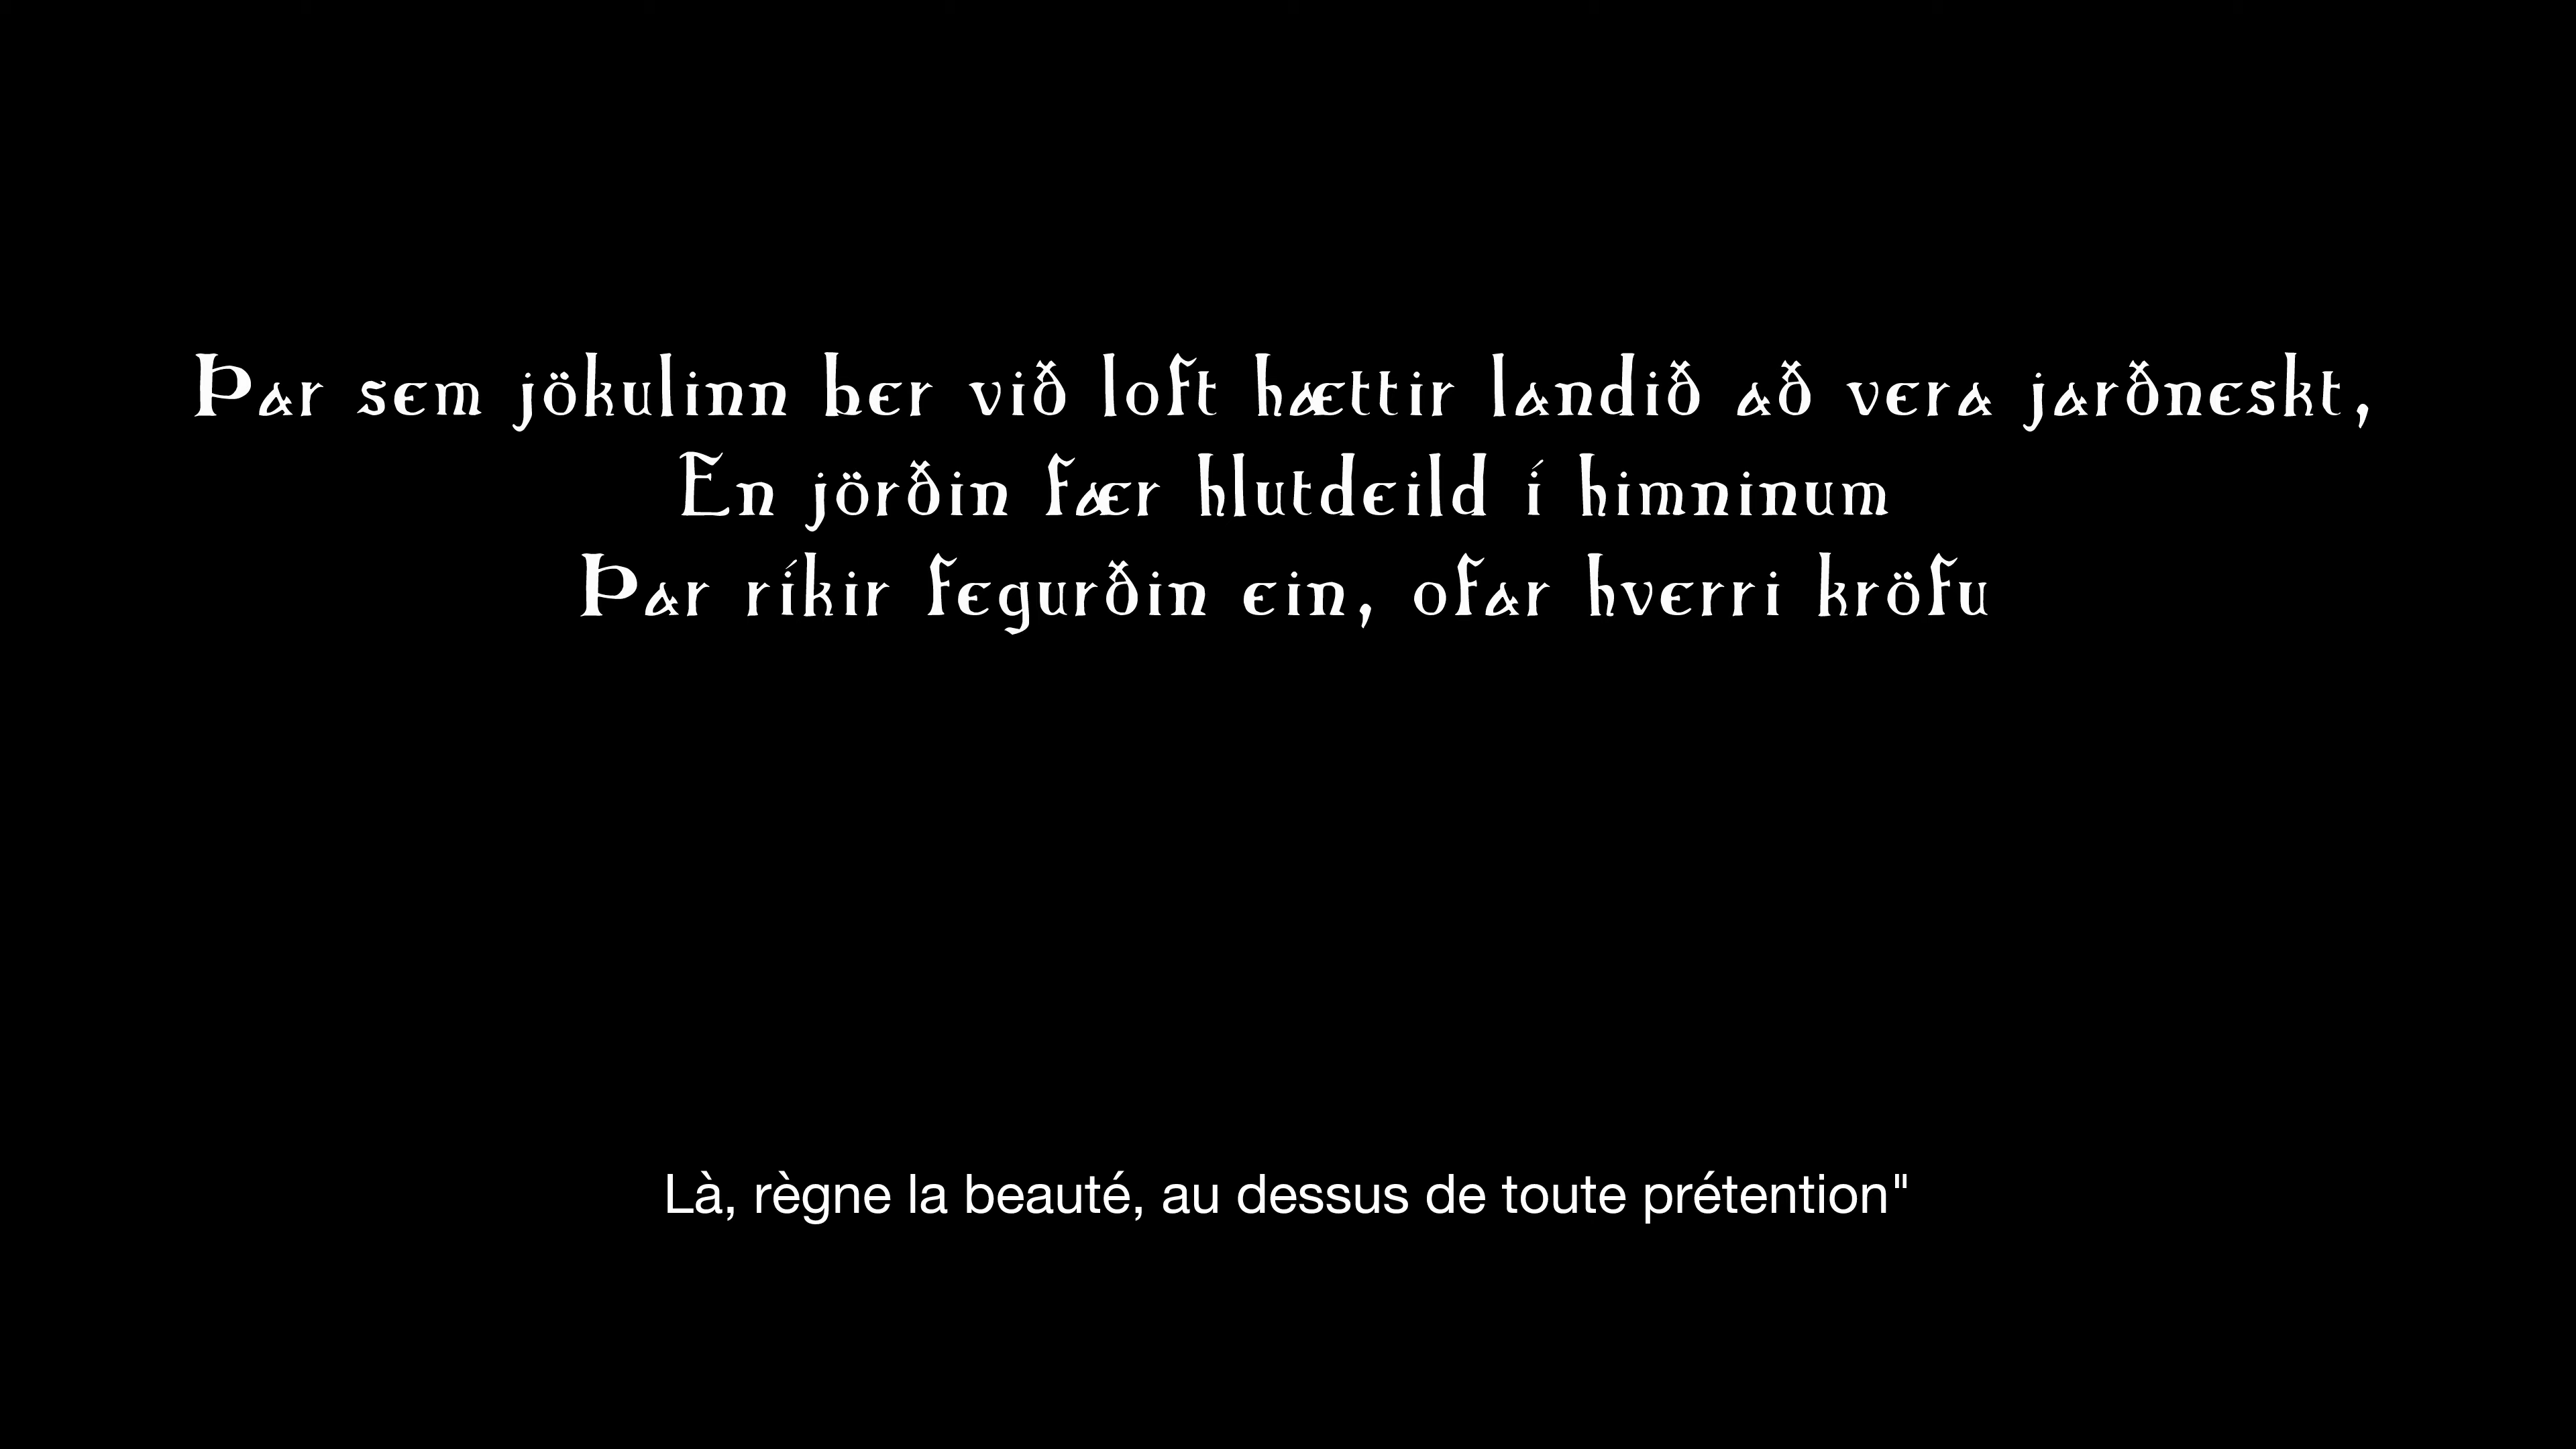 Þar sem jökulinn ber við loft hættir landið að vera jarðneskt,
En jörðin fær hlutdeild í himninum
Þar ríkir fegurðin ein, ofar hverri kröfu
Là, règne la beauté, au dessus de toute prétention"